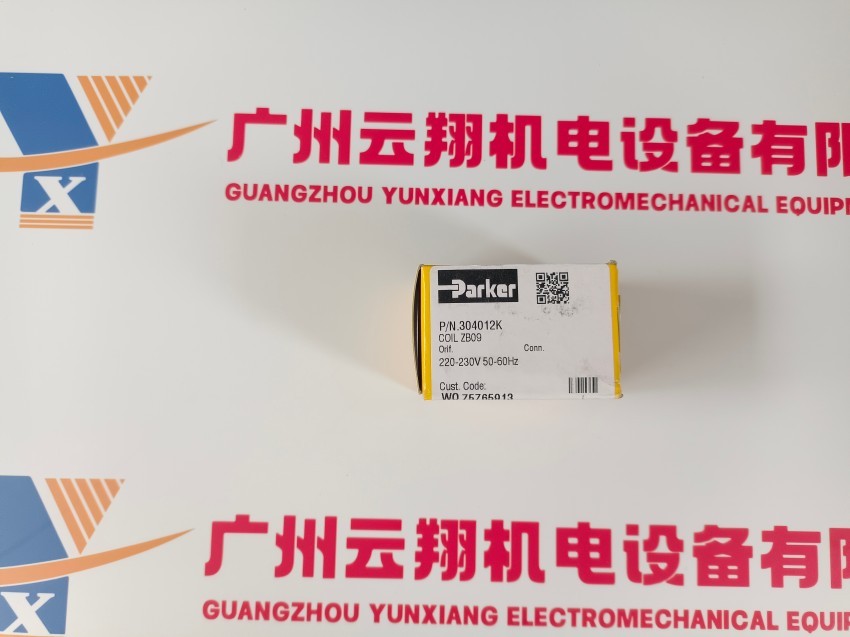 广州云翔机电设备有限
GUANGZHOU YUNXIANG ELECTROMECHANICAL EQUIP
X
Parker
P/N.304012K
COIL ZB09
Orif. Conn.
220-230V 50-60Hz
Cust. Code:
WO 75765913
广州云翔机电设备有限
GUANGZHOU YUNXIANG ELECTROMECHANICAL EQUIP
X